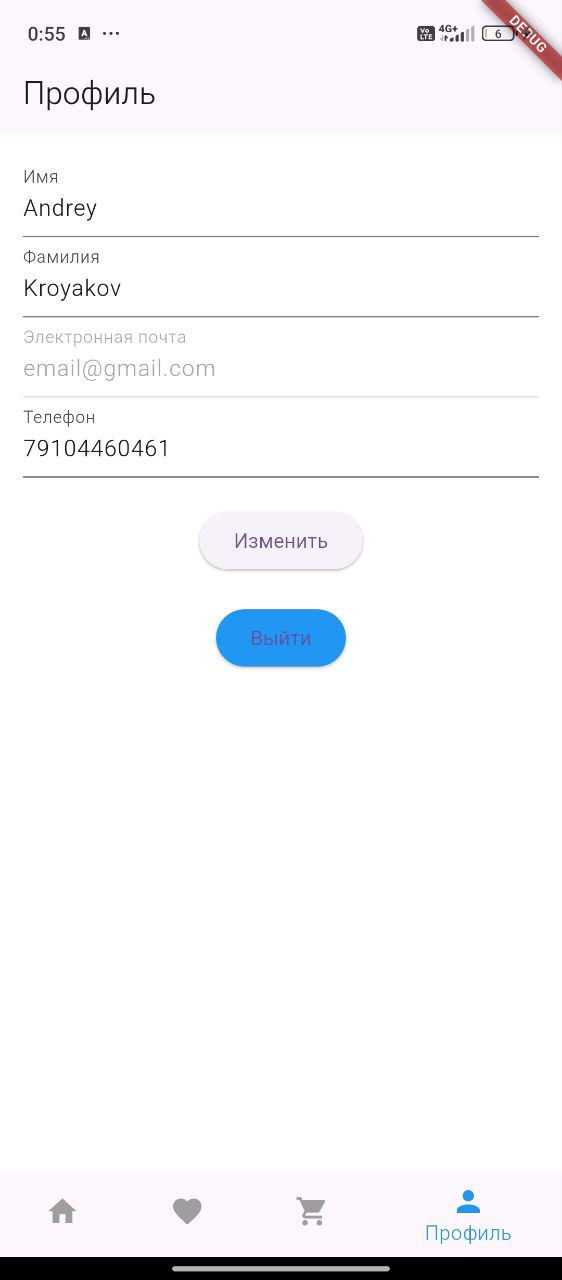 0:55
Vo
LTE
4G+
6
DEBUG
Профиль
Имя
Andrey
Фамилия
Kroyakov
Электронная почта
email@gmail.com
Телефон
79104460461
Изменить
Выйти
Профиль